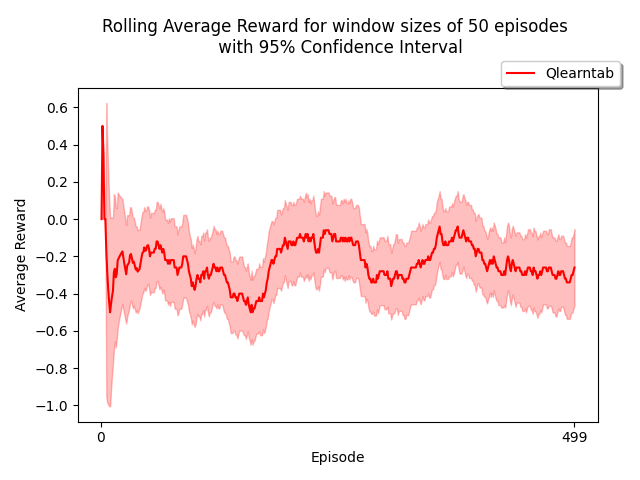 Rolling Average Reward for window sizes of 50 episodes
with 95% Confidence Interval
Qlearntab
0.6
0.4
0.2
0.0
−0.2
−0.4
−0.6
−0.8
−1.0
Average Reward
0
499
Episode